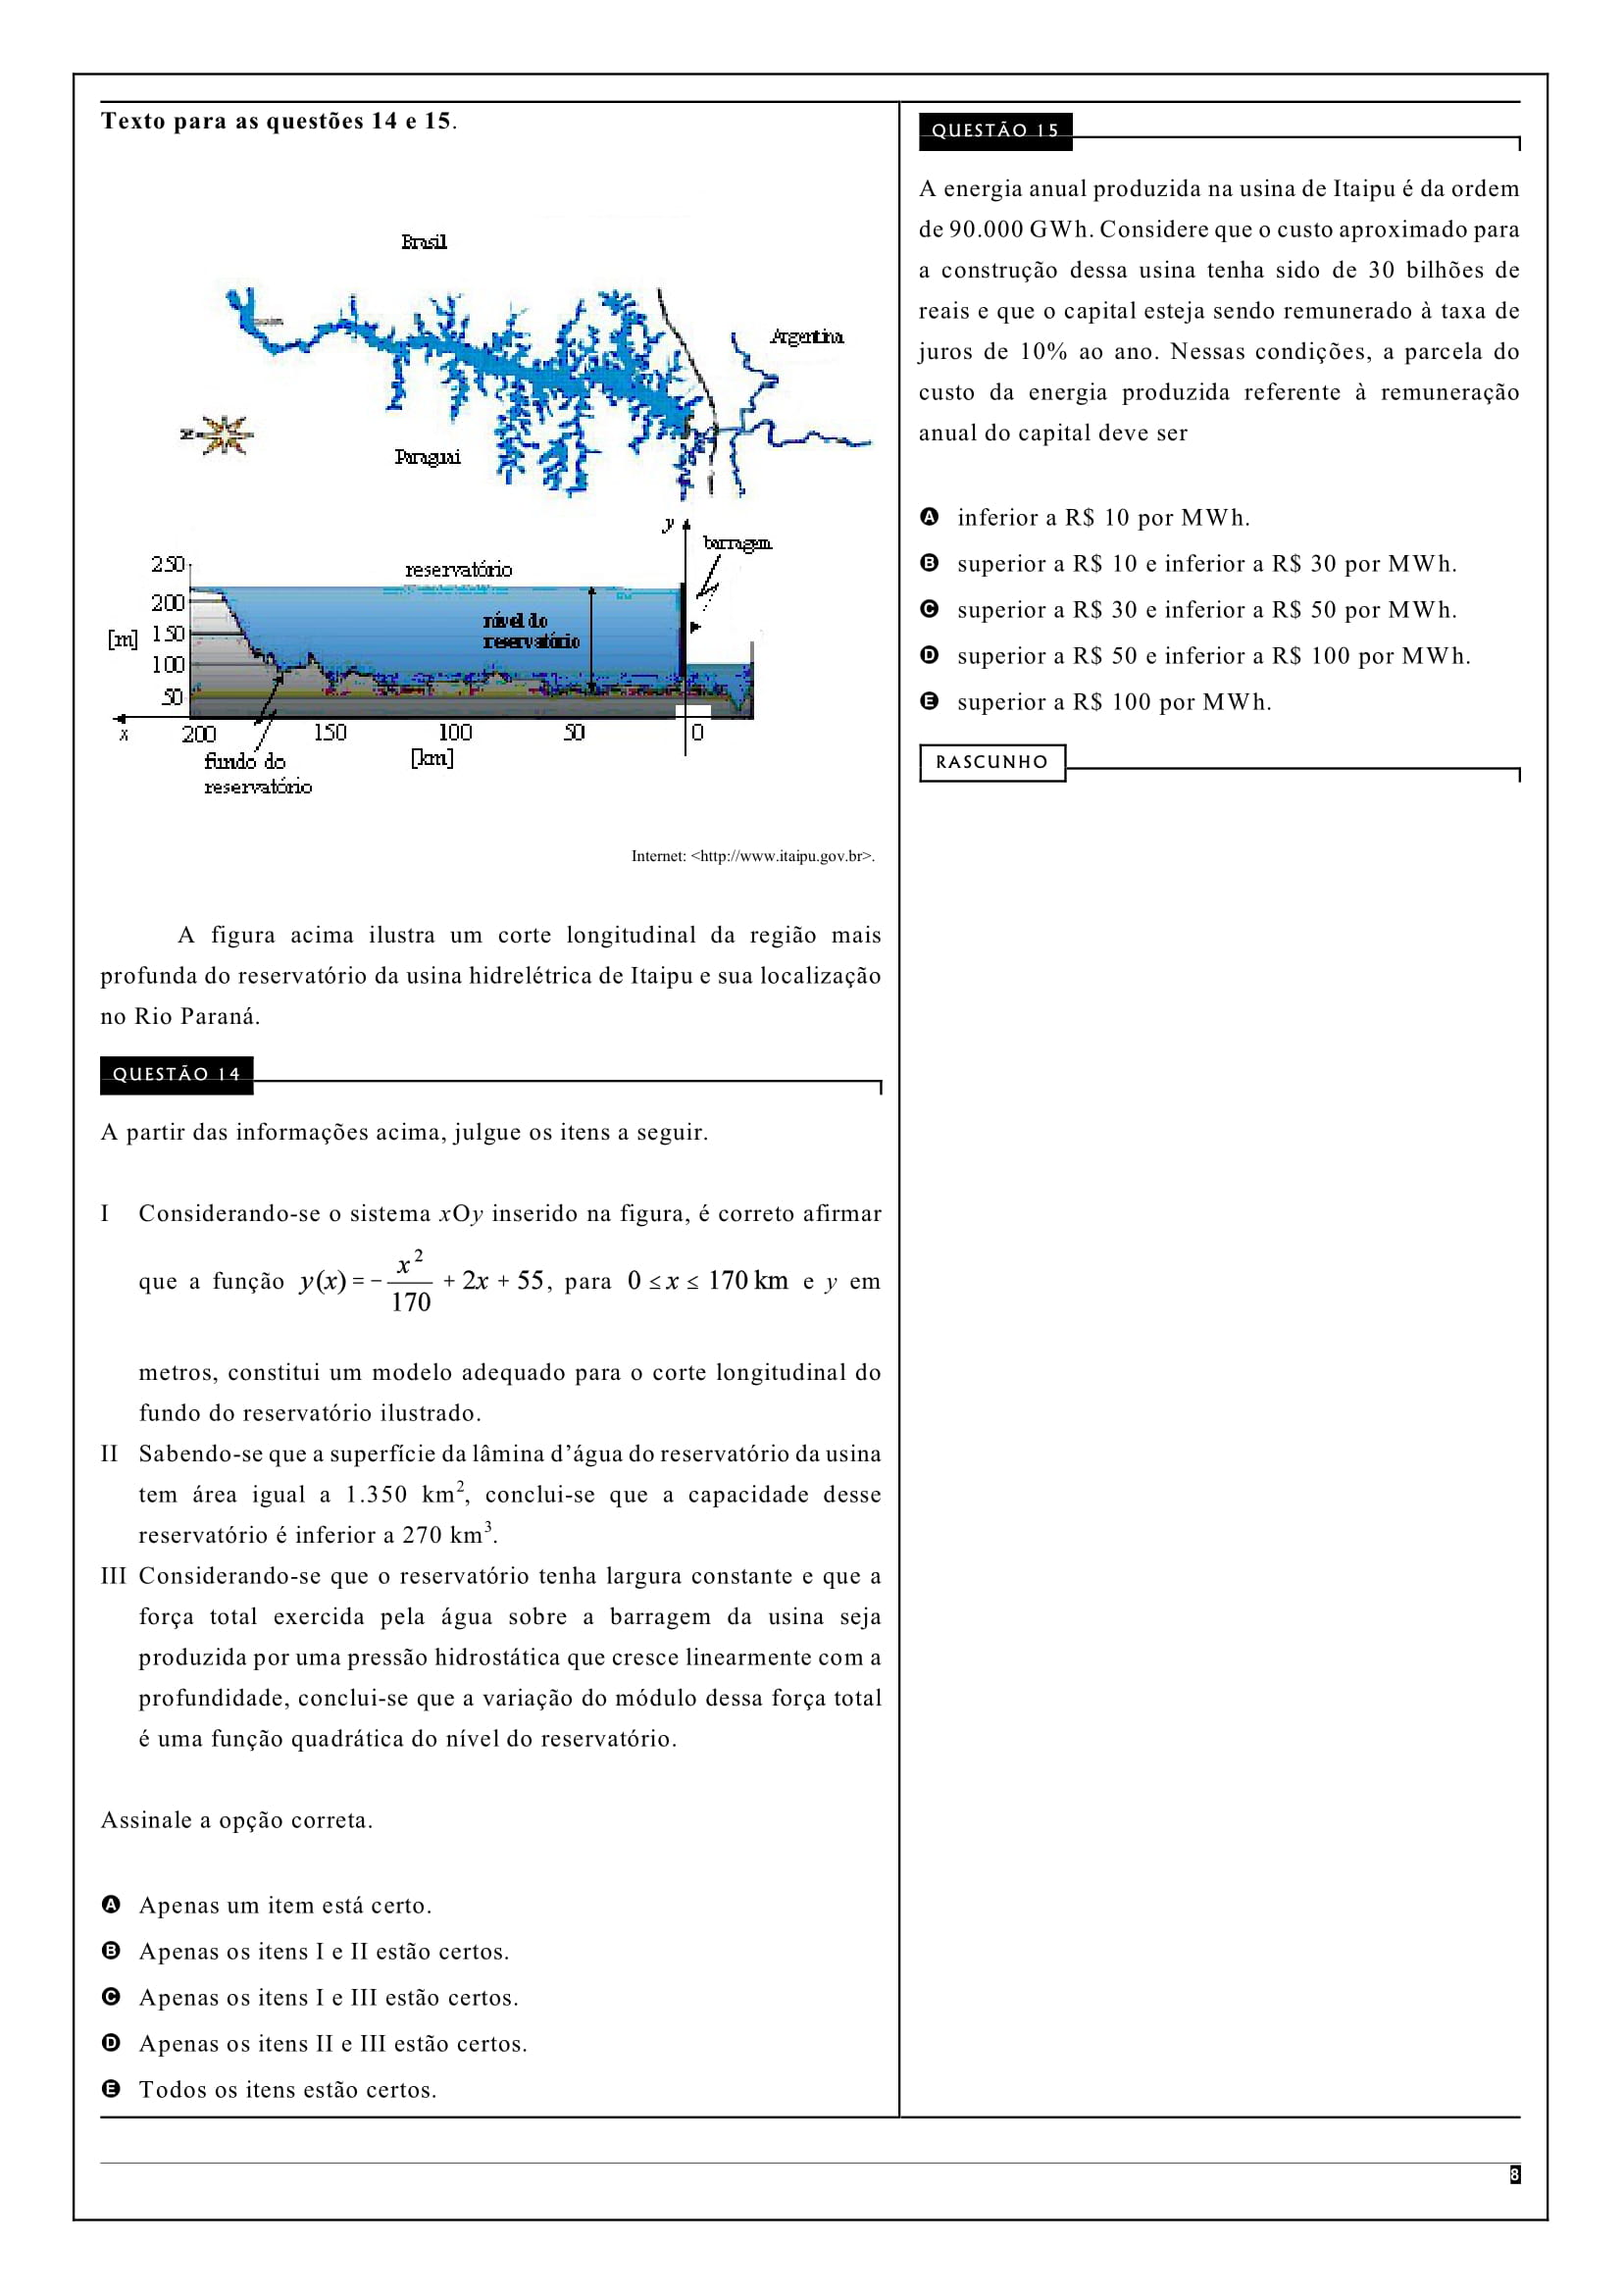 Texto para as questões 14 e 15.
Brasil
Argentina
Paraguai
y
barragem
250
reservatório
200
nível do
reservatório
[m]
150
100
50
x
200
150
100
50
0
[km]
fundo do
reservatório
Internet: <http://www.itaipu.gov.br>.
A figura acima ilustra um corte longitudinal da região mais
profunda do reservatório da usina hidrelétrica de Itaipu e sua localização
no Rio Paraná.
QUESTÃO 14
A partir das informações acima, julgue os itens a seguir.
I Considerando-se o sistema xOy inserido na figura, é correto afirmar
que a função y(x) = − x²/170 + 2x + 55, para 0 ≤ x ≤ 170 km e y em
metros, constitui um modelo adequado para o corte longitudinal do
fundo do reservatório ilustrado.
II Sabendo-se que a superfície da lâmina d’água do reservatório da usina
tem área igual a 1.350 km², conclui-se que a capacidade desse
reservatório é inferior a 270 km³.
III Considerando-se que o reservatório tenha largura constante e que a
força total exercida pela água sobre a barragem da usina seja
produzida por uma pressão hidrostática que cresce linearmente com a
profundidade, conclui-se que a variação do módulo dessa força total
é uma função quadrática do nível do reservatório.
Assinale a opção correta.
A Apenas um item está certo.
B Apenas os itens I e II estão certos.
C Apenas os itens I e III estão certos.
D Apenas os itens II e III estão certos.
E Todos os itens estão certos.
QUESTÃO 15
A energia anual produzida na usina de Itaipu é da ordem
de 90.000 GWh. Considere que o custo aproximado para
a construção dessa usina tenha sido de 30 bilhões de
reais e que o capital esteja sendo remunerado à taxa de
juros de 10% ao ano. Nessas condições, a parcela do
custo da energia produzida referente à remuneração
anual do capital deve ser
A inferior a R$ 10 por MWh.
B superior a R$ 10 e inferior a R$ 30 por MWh.
C superior a R$ 30 e inferior a R$ 50 por MWh.
D superior a R$ 50 e inferior a R$ 100 por MWh.
E superior a R$ 100 por MWh.
RASCUNHO
8